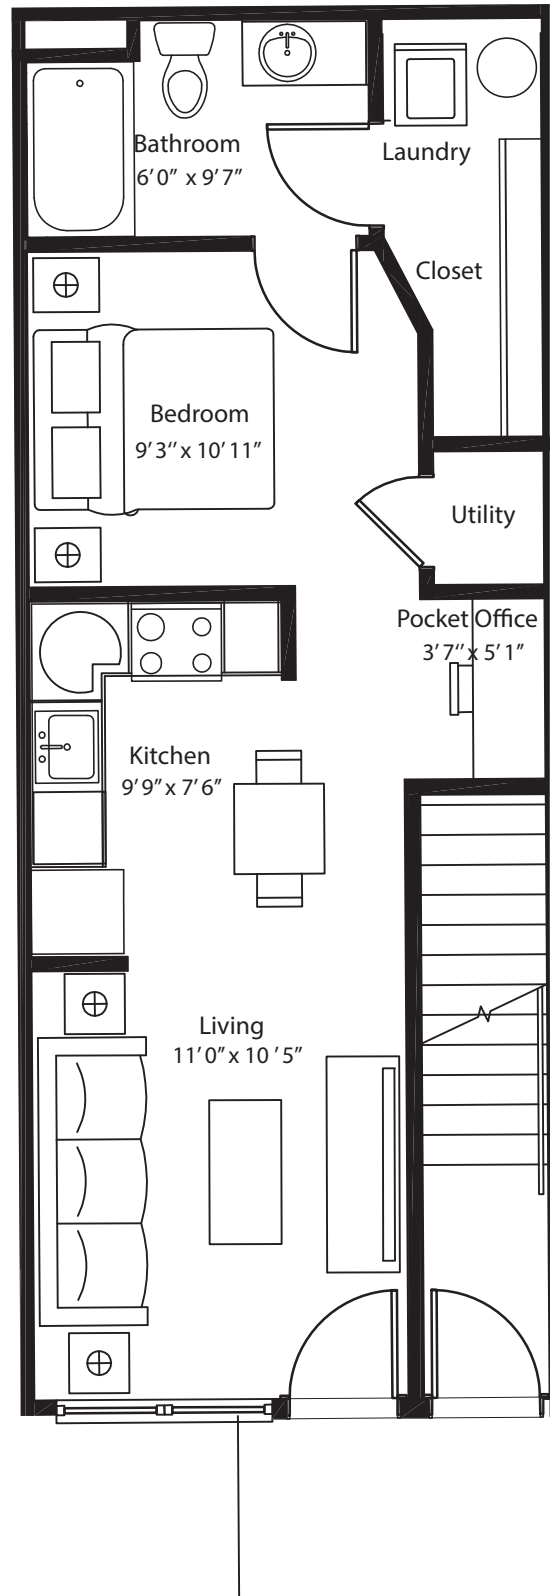 Bathroom
6'0" x 9'7"
Laundry
Closet
Bedroom
9'3" x 10'11"
Utility
Pocket Office
3'7" x 5'1"
Kitchen
9'9" x 7'6"
Living
11'0" x 10'5"